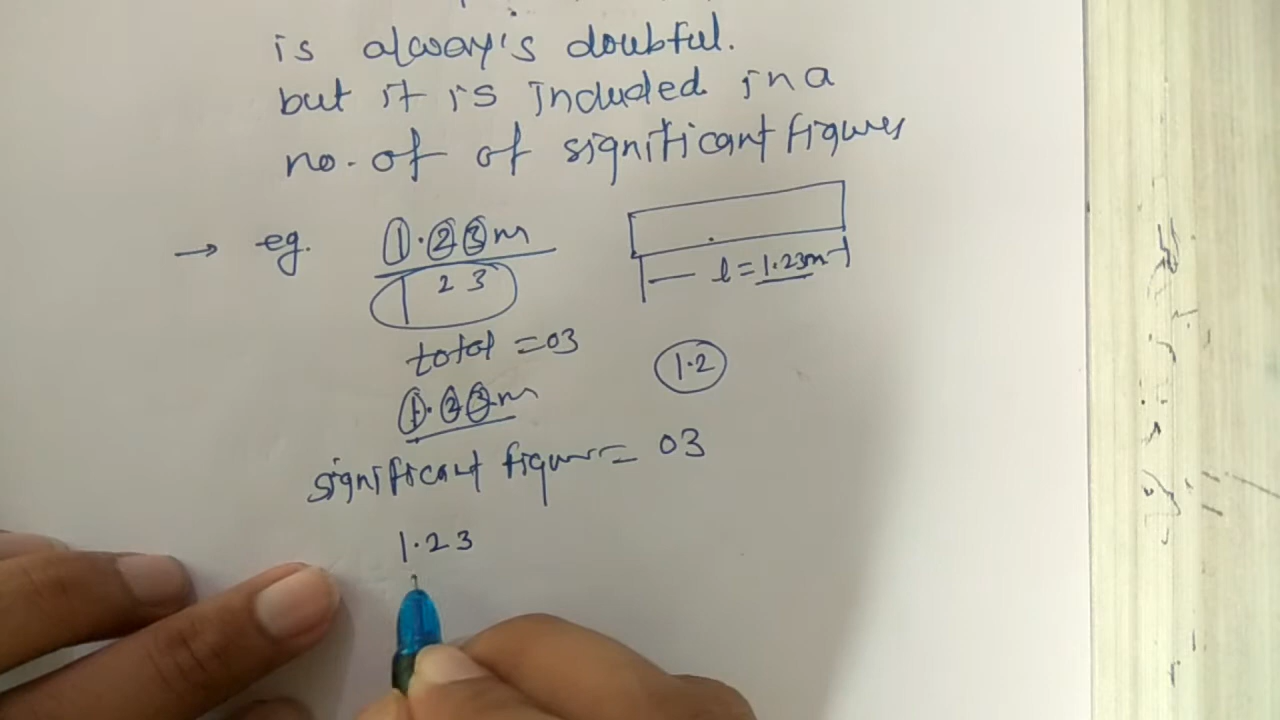 is always doubful.
but it is included in a
no. of of significant figures
→ eg. 1.23m
l = 1.23m
1 2 3
total = 03
1.2
1.23m
significant figure = 03
1.23